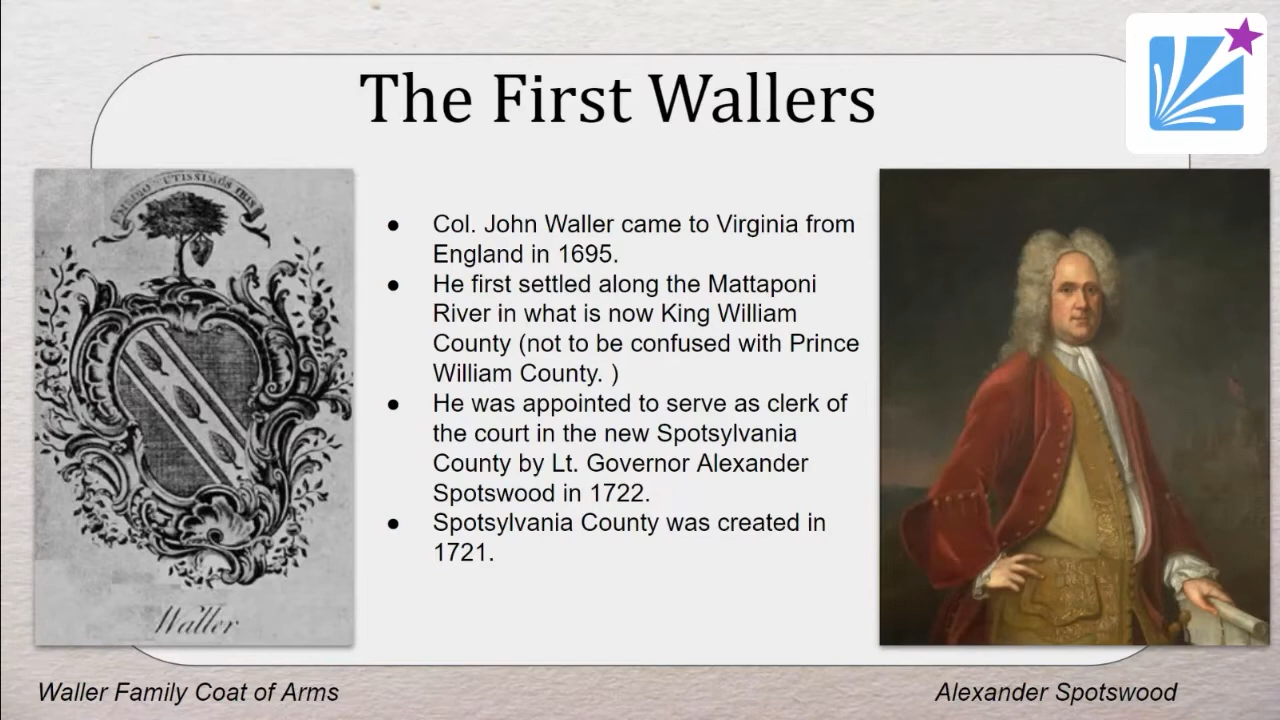 The First Wallers
● Col. John Waller came to Virginia from
England in 1695.
● He first settled along the Mattaponi
River in what is now King William
County (not to be confused with Prince
William County. )
● He was appointed to serve as clerk of
the court in the new Spotsylvania
County by Lt. Governor Alexander
Spotswood in 1722.
● Spotsylvania County was created in
1721.
Waller
Waller Family Coat of Arms
Alexander Spotswood